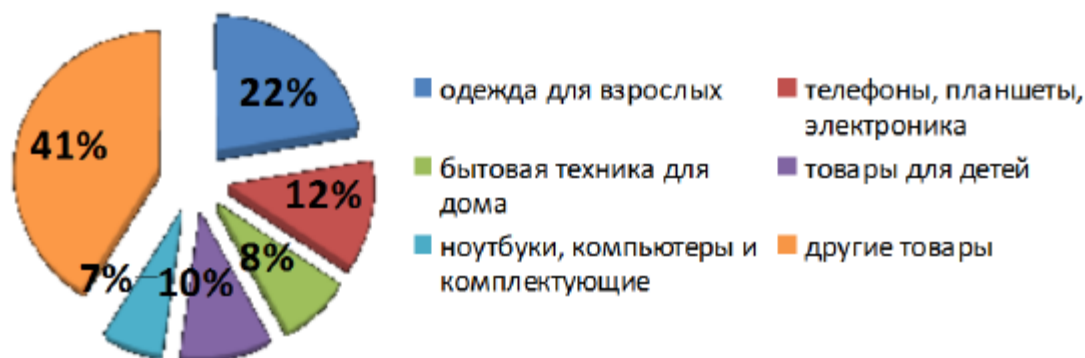 22%
41%
12%
8%
10%
7%
одежда для взрослых
телефоны, планшеты,
электроника
бытовая техника для
дома
товары для детей
ноутбуки, компьютеры и
комплектующие
другие товары